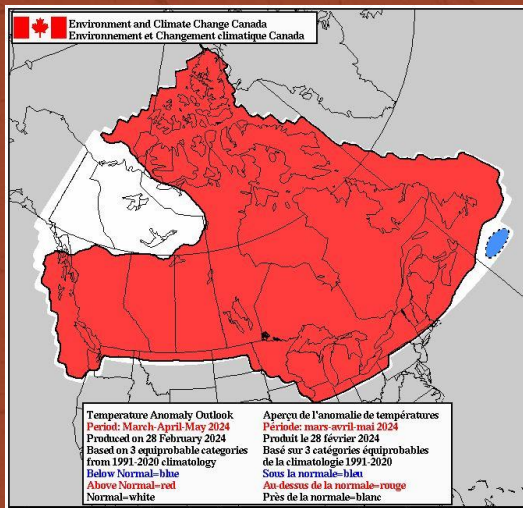 Environment and Climate Change Canada
Environnement et Changement climatique Canada
Temperature Anomaly Outlook
Period: March-April-May 2024
Produced on 28 February 2024
Based on 3 equiprobable categories
from 1991-2020 climatology
Below Normal=blue
Above Normal=red
Normal=white
Aperçu de l'anomalie de températures
Période: mars-avril-mai 2024
Produit le 28 février 2024
Basé sur 3 catégories équiprobables
de la climatologie 1991-2020
Sous la normale=bleu
Au-dessus de la normale=rouge
Près de la normale=blanc